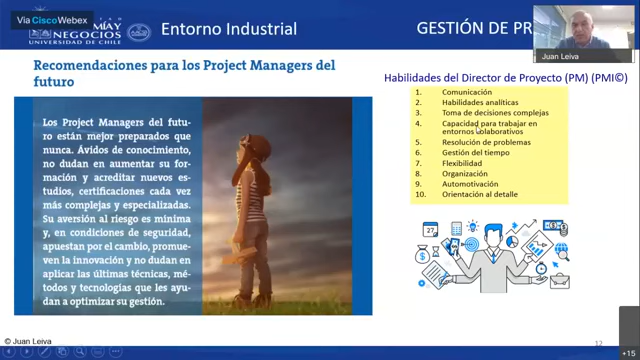 Via Cisco Webex
Y
NEGOCIOS
UNIVERSIDAD DE CHILE
Entorno Industrial
GESTIÓN DE PR
Juan Leiva
Recomendaciones para los Project Managers del
futuro
Los Project Managers del futu-
ro están mejor preparados que
nunca. Ávidos de conocimiento,
no dudan en aumentar su for-
mación y acreditar nuevos es-
tudios, certificaciones cada vez
más complejas y especializadas.
Su aversión al riesgo es mínima
y, en condiciones de seguridad,
apuestan por el cambio, promue-
ven la innovación y no dudan en
aplicar las últimas técnicas, mé-
todos y tecnologías que les ayu-
dan a optimizar su gestión.
Habilidades del Director de Proyecto (PM) (PMI©)
1. Comunicación
2. Habilidades analíticas
3. Toma de decisiones complejas
4. Capacidad para trabajar en
entornos colaborativos
5. Resolución de problemas
6. Gestión del tiempo
7. Flexibilidad
8. Organización
9. Automotivación
10. Orientación al detalle
27
$
© Juan Leiva
12
+15